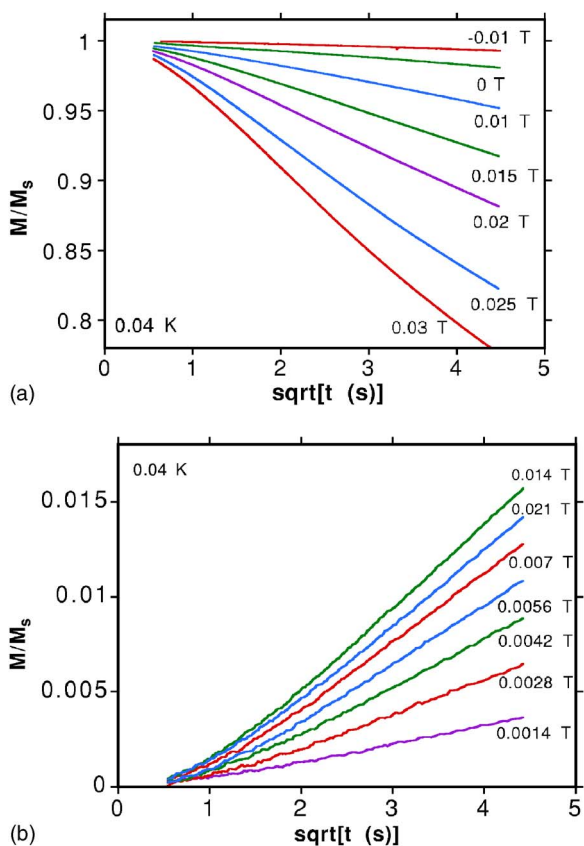 1
0.95
0.9
0.85
0.8
M/Ms
-0.01 T
0 T
0.01 T
0.015 T
0.02 T
0.025 T
0.03 T
0.04 K
0 1 2 3 4 5
(a)
sqrt[t (s)]
0.04 K
0.015
0.01
0.005
0
M/Ms
0.014 T
0.021 T
0.007 T
0.0056 T
0.0042 T
0.0028 T
0.0014 T
0 1 2 3 4 5
(b)
sqrt[t (s)]